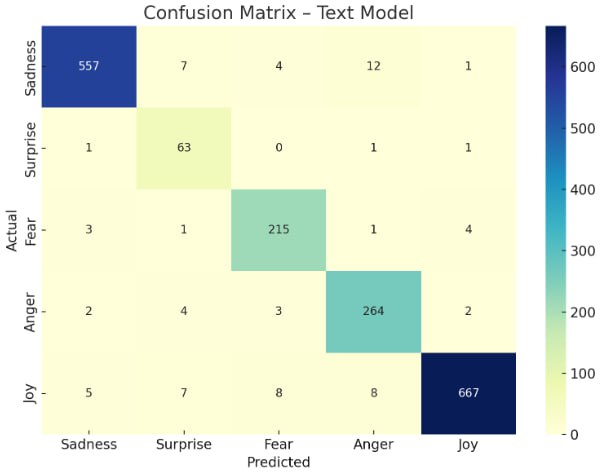 Confusion Matrix – Text Model
Actual
Sadness 557 7 4 12 1
Surprise 1 63 0 1 1
Fear 3 1 215 1 4
Anger 2 4 3 264 2
Joy 5 7 8 8 667
Sadness Surprise Fear Anger Joy
Predicted
600
500
400
300
200
100
0